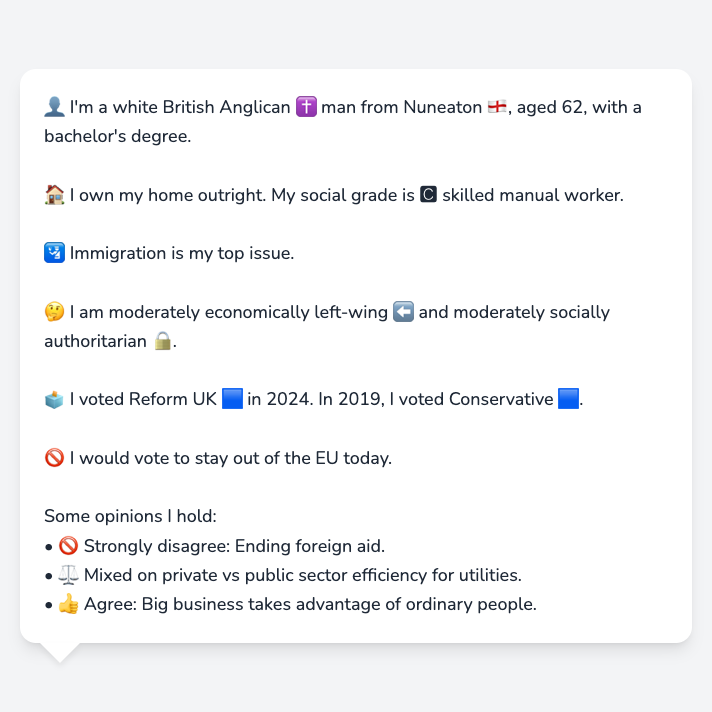 👤 I'm a white British Anglican ✝️ man from Nuneaton 🏴󠁧󠁢󠁥󠁮󠁧󠁿, aged 62, with a
bachelor's degree.
🏠 I own my home outright. My social grade is 🅲 skilled manual worker.
🛂 Immigration is my top issue.
🤔 I am moderately economically left-wing ⬅️ and moderately socially
authoritarian 🔒.
🗳️ I voted Reform UK 🟦 in 2024. In 2019, I voted Conservative 🟦.
🚫 I would vote to stay out of the EU today.
Some opinions I hold:
• 🚫 Strongly disagree: Ending foreign aid.
• ⚖️ Mixed on private vs public sector efficiency for utilities.
• 👍 Agree: Big business takes advantage of ordinary people.